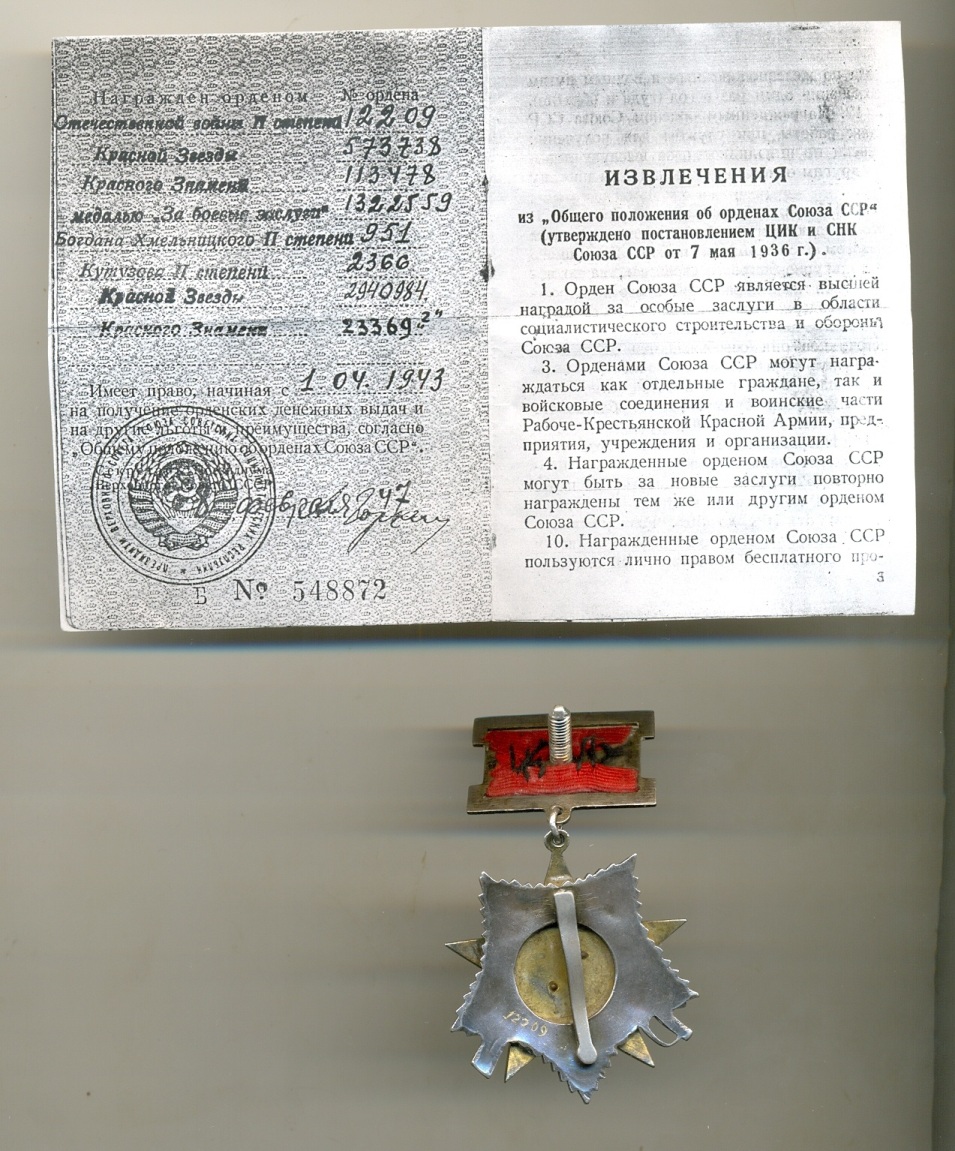 Награжден орденом № ордена
Отечественной войны II степени 12209
Красной Звезды 573738
Красного Знамени 113478
медалью „За боевые заслуги“ 1322559
Богдана Хмельницкого II степени 951
Кутузова II степени 2366
Красной Звезды 2940984.
Красного Знамени 23369 „2“
Имеет право, начиная с 1 04. 1943
на получение орденских денежных выдач и
на другие льготы и преимущества, согласно
„Общему положению об орденах Союза ССР“.
февраля 47
Б № 548872
ИЗВЛЕЧЕНИЯ
из „Общего положения об орденах Союза ССР“
(утверждено постановлением ЦИК и СНК
Союза ССР от 7 мая 1936 г.).
1. Орден Союза ССР является высшей
наградой за особые заслуги в области
социалистического строительства и обороны
Союза ССР.
3. Орденами Союза ССР могут награ-
ждаться как отдельные граждане, так и
войсковые соединения и воинские части
Рабоче-Крестьянской Красной Армии, пред-
приятия, учреждения и организации.
4. Награжденные орденом Союза ССР
могут быть за новые заслуги повторно
награждены тем же или другим орденом
Союза ССР.
10. Награжденные орденом Союза ССР
пользуются лично правом бесплатного про-
3
12209